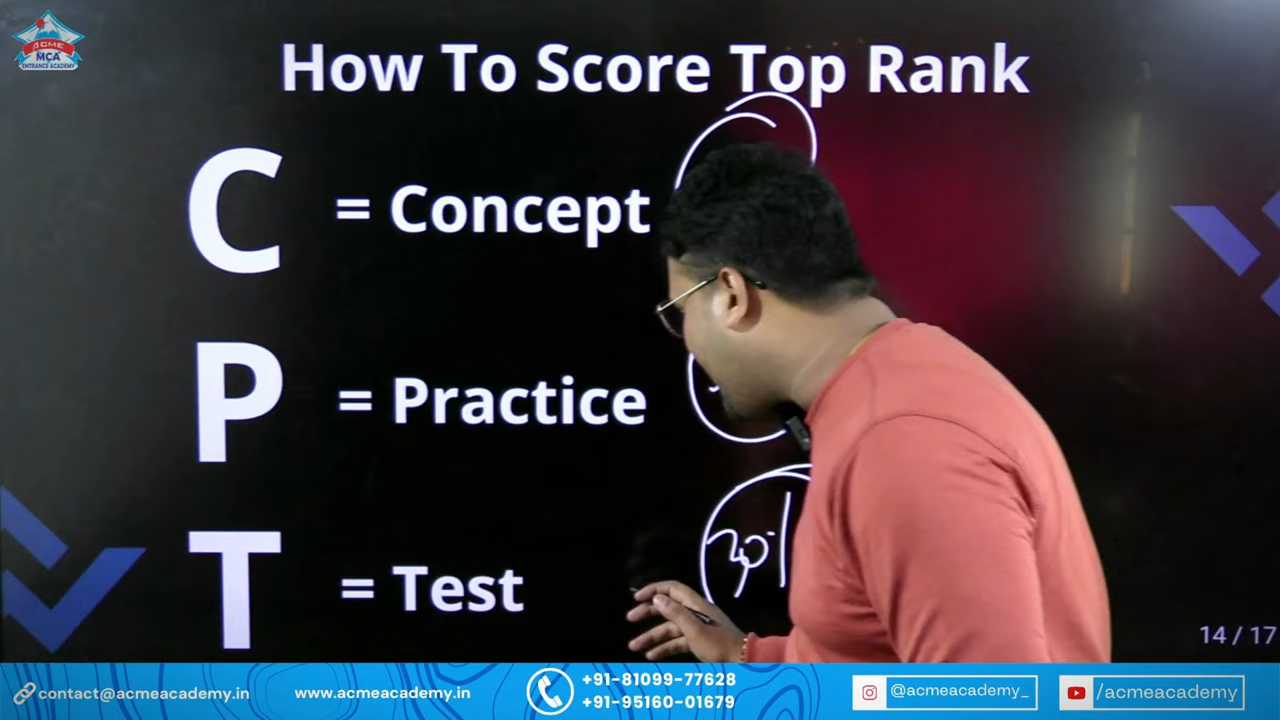 ACME
MCA
ENTRANCE ACADEMY
How To Score Top Rank
C = Concept
P = Practice
T = Test
14 / 17
contact@acmeacademy.in
www.acmeacademy.in
+91-81099-77628
+91-95160-01679
@acmeacademy_
/acmeacademy